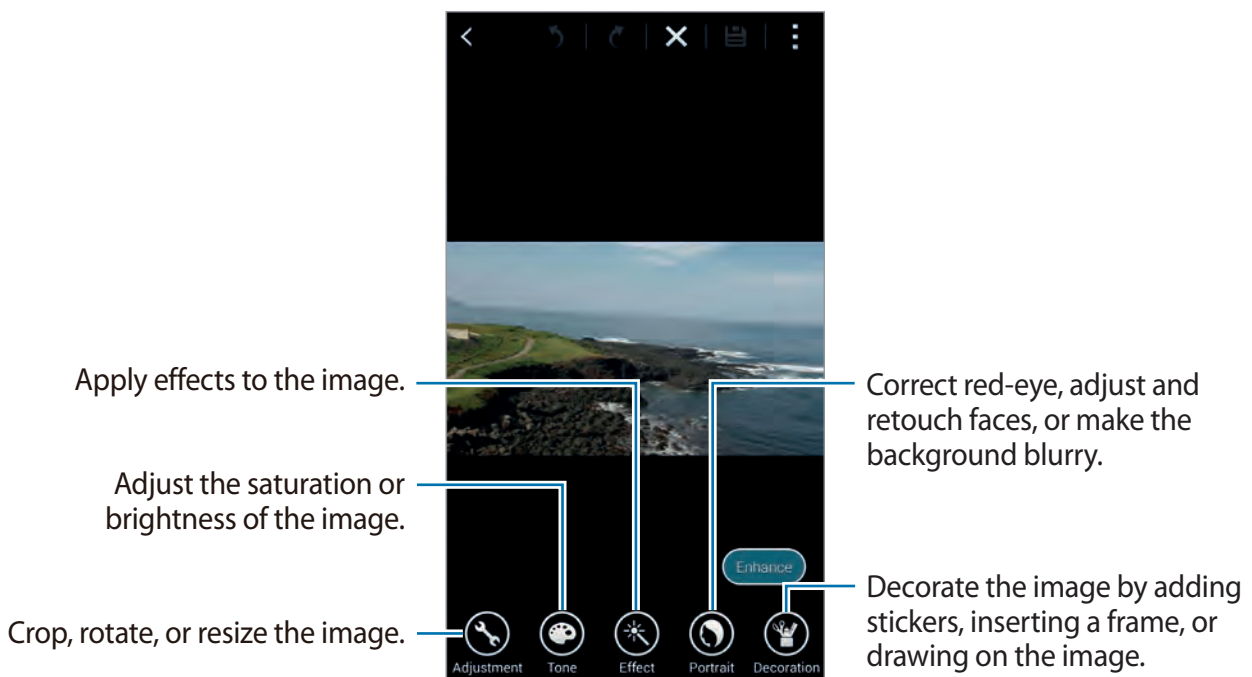 Apply effects to the image.
Adjust the saturation or
brightness of the image.
Crop, rotate, or resize the image.
Correct red-eye, adjust and
retouch faces, or make the
background blurry.
Enhance
Decorate the image by adding
stickers, inserting a frame, or
drawing on the image.
Adjustment
Tone
Effect
Portrait
Decoration